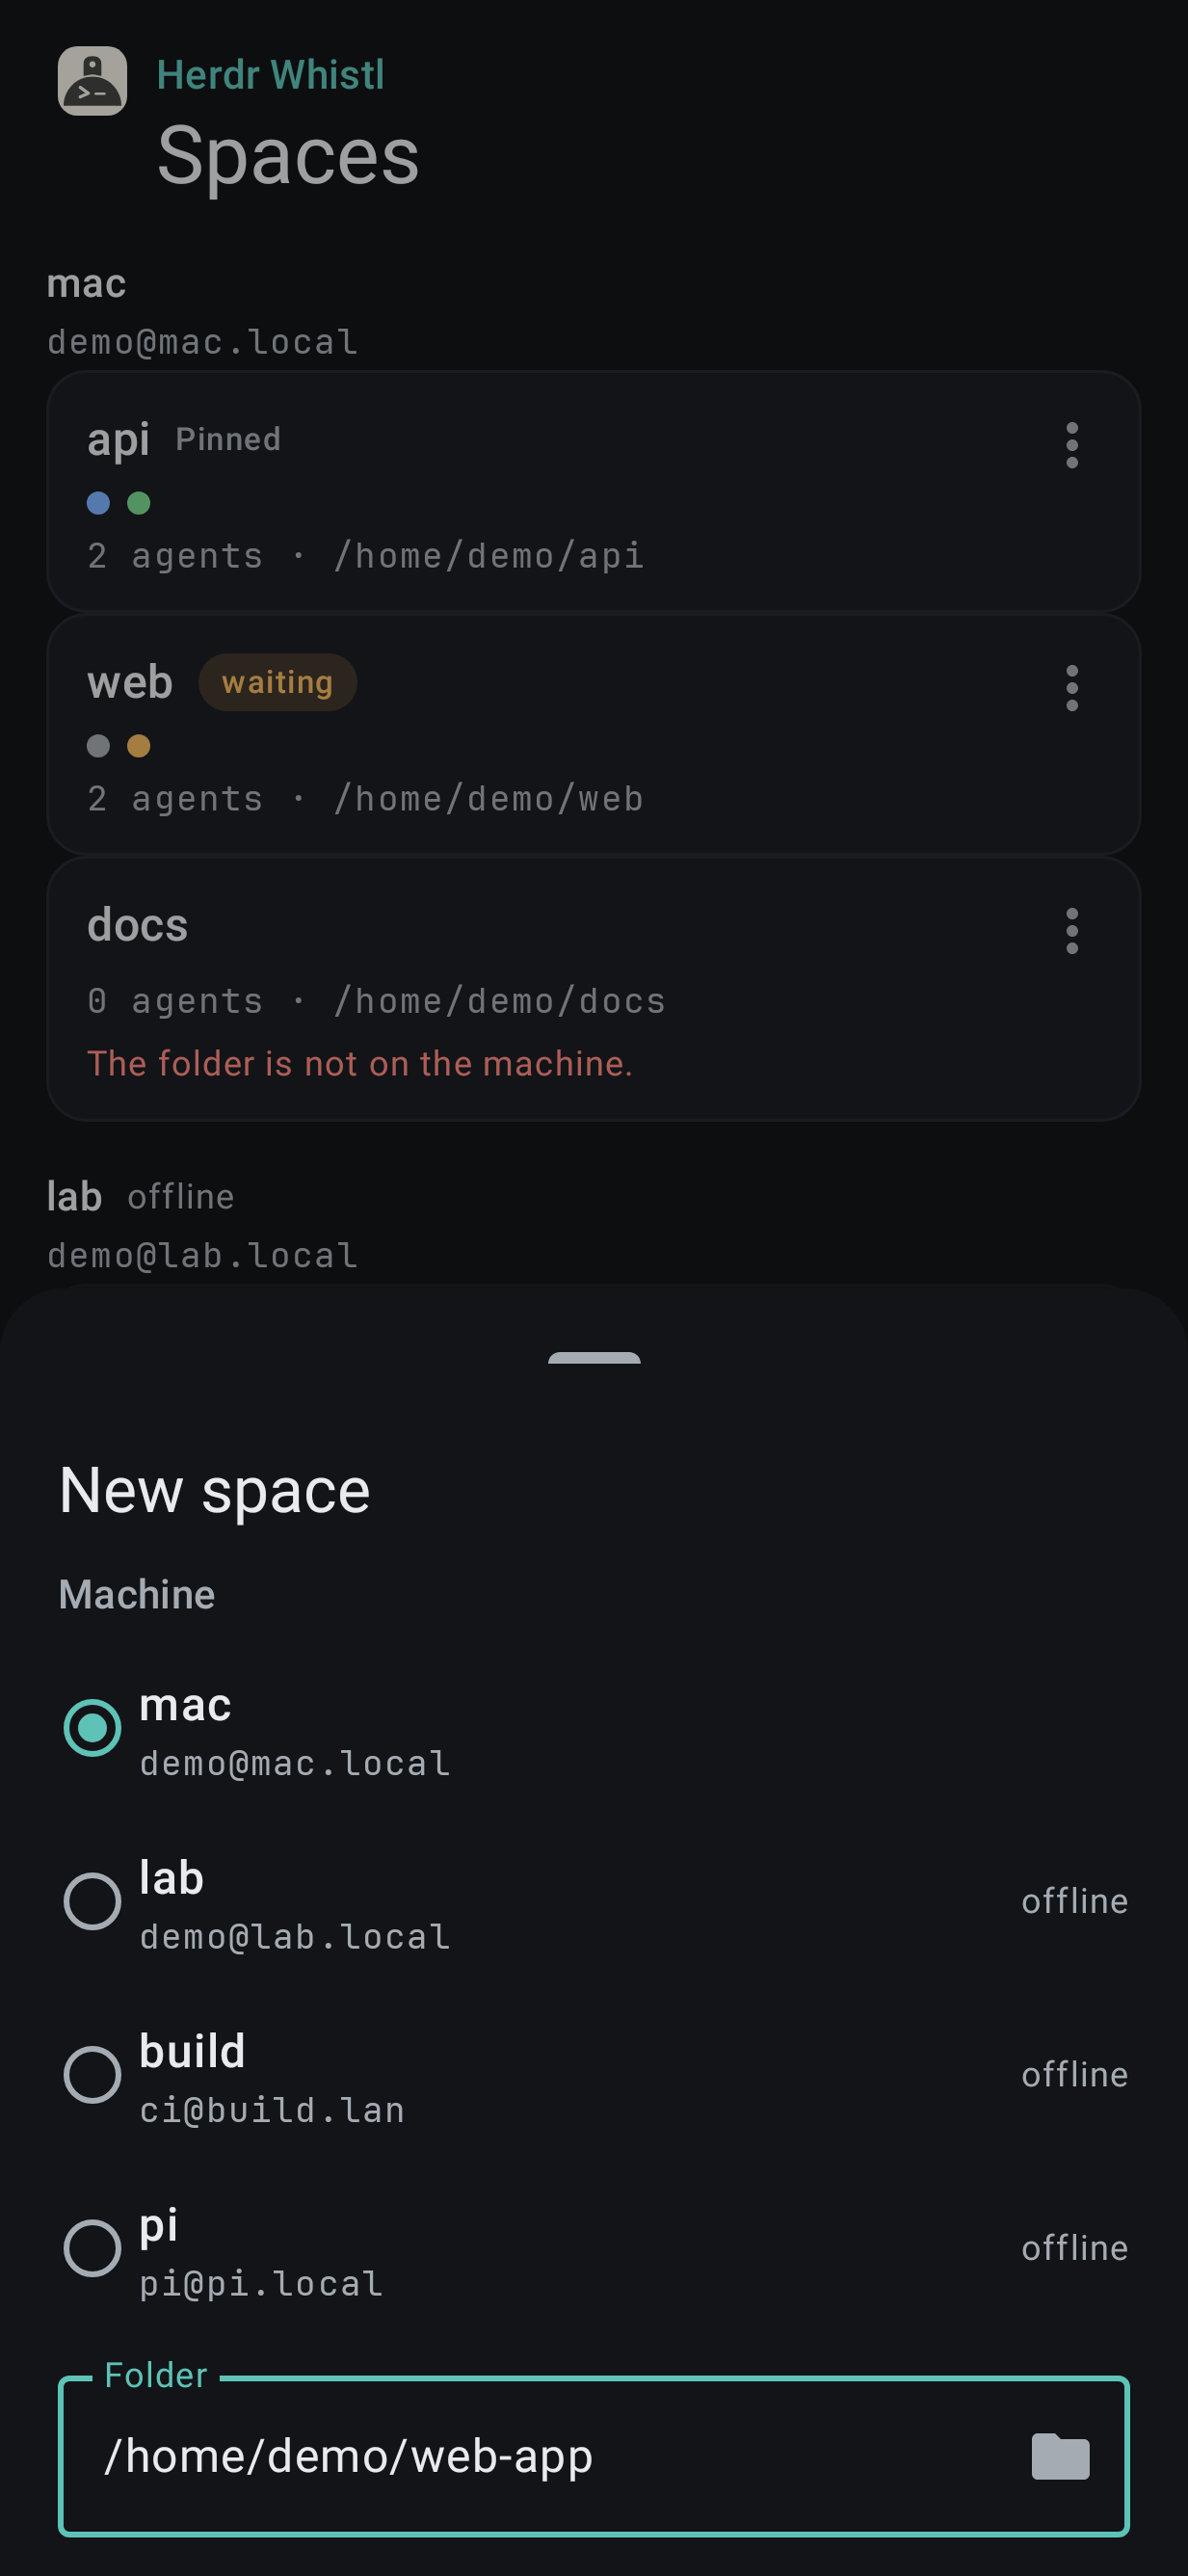 Herdr Whistl
Spaces
mac
demo@mac.local
api Pinned
2 agents · /home/demo/api
web waiting
2 agents · /home/demo/web
docs
0 agents · /home/demo/docs
The folder is not on the machine.
lab offline
demo@lab.local
New space
Machine
mac
demo@mac.local
lab
demo@lab.local
offline
build
ci@build.lan
offline
pi
pi@pi.local
offline
Folder
/home/demo/web-app